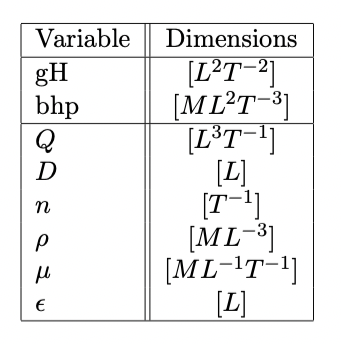 Variable Dimensions
gH [L²T⁻²]
bhp [ML²T⁻³]
Q [L³T⁻¹]
D [L]
n [T⁻¹]
ρ [ML⁻³]
μ [ML⁻¹T⁻¹]
ϵ [L]